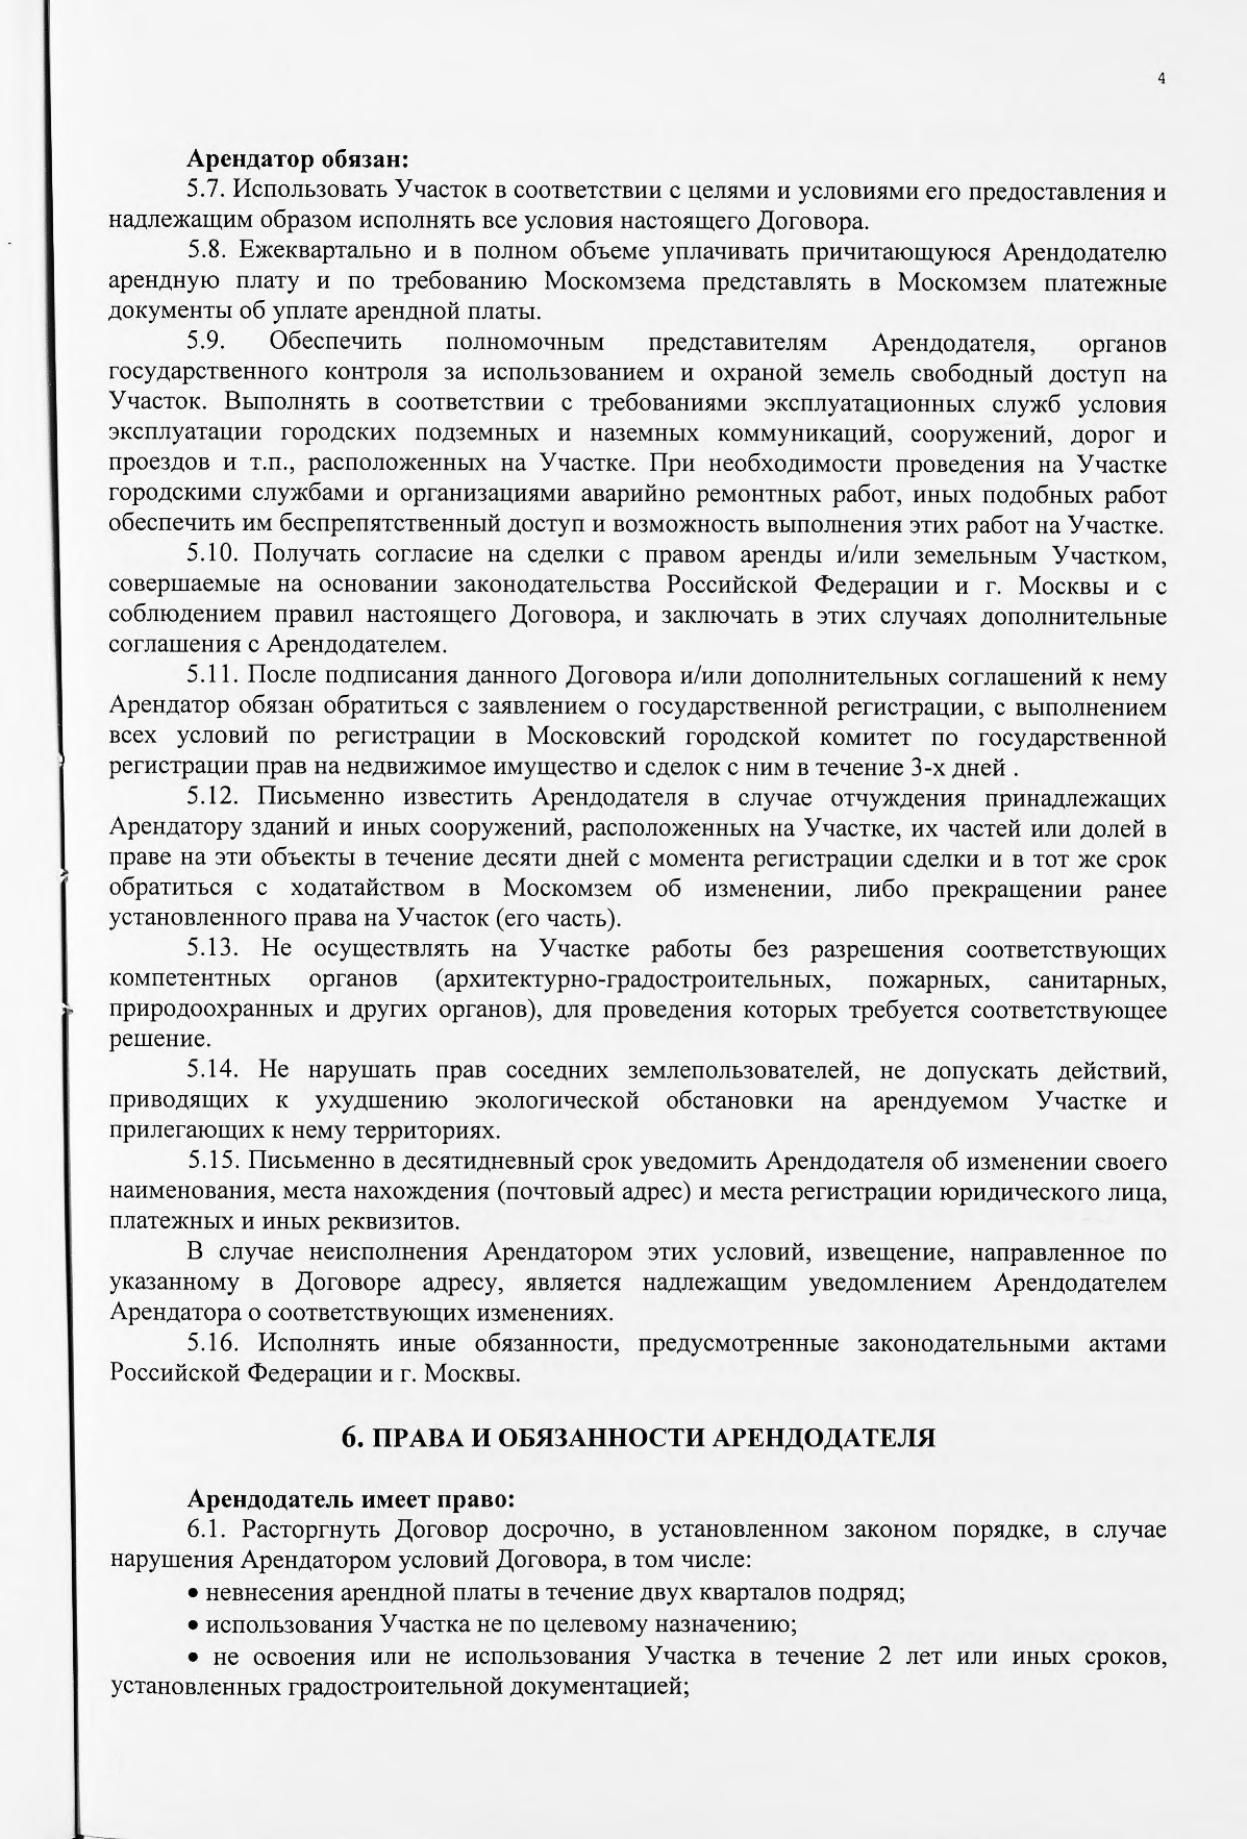 4
Арендатор обязан:
5.7. Использовать Участок в соответствии с целями и условиями его предоставления и
надлежащим образом исполнять все условия настоящего Договора.
5.8. Ежеквартально и в полном объеме уплачивать причитающуюся Арендодателю
арендную плату и по требованию Москомзема представлять в Москомзем платежные
документы об уплате арендной платы.
5.9. Обеспечить полномочным представителям Арендодателя, органов
государственного контроля за использованием и охраной земель свободный доступ на
Участок. Выполнять в соответствии с требованиями эксплуатационных служб условия
эксплуатации городских подземных и наземных коммуникаций, сооружений, дорог и
проездов и т.п., расположенных на Участке. При необходимости проведения на Участке
городскими службами и организациями аварийно ремонтных работ, иных подобных работ
обеспечить им беспрепятственный доступ и возможность выполнения этих работ на Участке.
5.10. Получать согласие на сделки с правом аренды и/или земельным Участком,
совершаемые на основании законодательства Российской Федерации и г. Москвы и с
соблюдением правил настоящего Договора, и заключать в этих случаях дополнительные
соглашения с Арендодателем.
5.11. После подписания данного Договора и/или дополнительных соглашений к нему
Арендатор обязан обратиться с заявлением о государственной регистрации, с выполнением
всех условий по регистрации в Московский городской комитет по государственной
регистрации прав на недвижимое имущество и сделок с ним в течение 3-х дней .
5.12. Письменно известить Арендодателя в случае отчуждения принадлежащих
Арендатору зданий и иных сооружений, расположенных на Участке, их частей или долей в
праве на эти объекты в течение десяти дней с момента регистрации сделки и в тот же срок
обратиться с ходатайством в Москомзем об изменении, либо прекращении ранее
установленного права на Участок (его часть).
5.13. Не осуществлять на Участке работы без разрешения соответствующих
компетентных органов (архитектурно-градостроительных, пожарных, санитарных,
природоохранных и других органов), для проведения которых требуется соответствующее
решение.
5.14. Не нарушать прав соседних землепользователей, не допускать действий,
приводящих к ухудшению экологической обстановки на арендуемом Участке и
прилегающих к нему территориях.
5.15. Письменно в десятидневный срок уведомить Арендодателя об изменении своего
наименования, места нахождения (почтовый адрес) и места регистрации юридического лица,
платежных и иных реквизитов.
В случае неисполнения Арендатором этих условий, извещение, направленное по
указанному в Договоре адресу, является надлежащим уведомлением Арендодателем
Арендатора о соответствующих изменениях.
5.16. Исполнять иные обязанности, предусмотренные законодательными актами
Российской Федерации и г. Москвы.
6. ПРАВА И ОБЯЗАННОСТИ АРЕНДОДАТЕЛЯ
Арендодатель имеет право:
6.1. Расторгнуть Договор досрочно, в установленном законом порядке, в случае
нарушения Арендатором условий Договора, в том числе:
• невнесения арендной платы в течение двух кварталов подряд;
• использования Участка не по целевому назначению;
• не освоения или не использования Участка в течение 2 лет или иных сроков,
установленных градостроительной документацией;